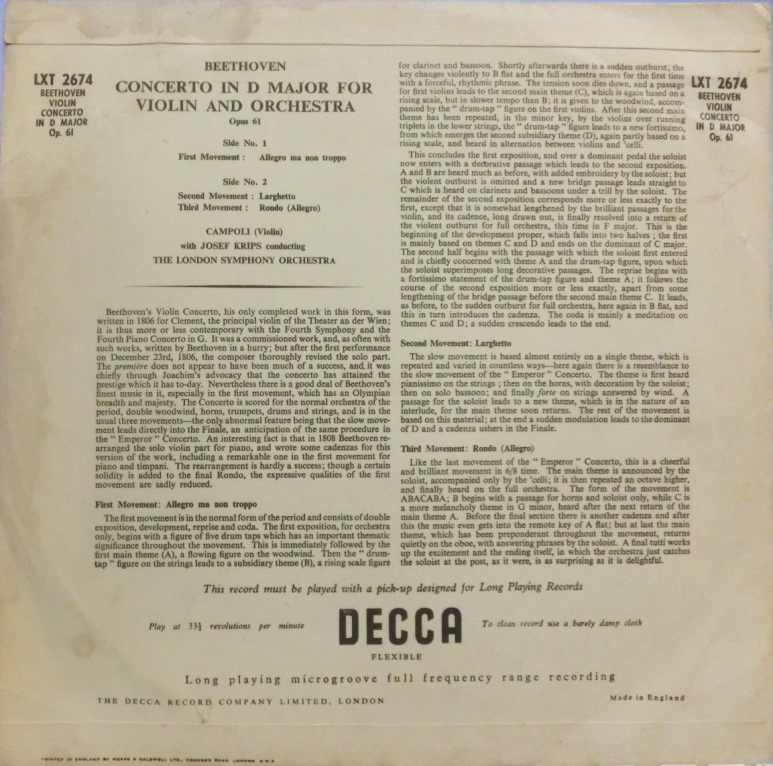 LXT 2674
BEETHOVEN
VIOLIN
CONCERTO
IN D MAJOR
Op. 61
BEETHOVEN
CONCERTO IN D MAJOR FOR
VIOLIN AND ORCHESTRA
Opus 61
Side No. 1
First Movement : Allegro ma non troppo
Side No. 2
Second Movement : Larghetto
Third Movement : Rondo (Allegro)
CAMPOLI (Violin)
with JOSEF KRIPS conducting
THE LONDON SYMPHONY ORCHESTRA
Beethoven's Violin Concerto, his only completed work in this form, was
written in 1806 for Clement, the principal violin of the Theater an der Wien;
it is thus more or less contemporary with the Fourth Symphony and the
Fourth Piano Concerto in G. It was a commissioned work, and, as often with
such works, written by Beethoven in a hurry; but after the first performance
on December 23rd, 1806, the composer thoroughly revised the solo part.
The première does not appear to have been much of a success, and it was
chiefly through Joachim's advocacy that the concerto has attained the
prestige which it has to-day. Nevertheless there is a good deal of Beethoven's
finest music in it, especially in the first movement, which has an Olympian
breadth and majesty. The Concerto is scored for the normal orchestra of the
period, double woodwind, horns, trumpets, drums and strings, and is in the
usual three movements—the only abnormal feature being that the slow move-
ment leads directly into the Finale, an anticipation of the same procedure in
the " Emperor " Concerto. An interesting fact is that in 1808 Beethoven re-
arranged the solo violin part for piano, and wrote some cadenzas for this
version of the work, including a remarkable one in the first movement for
piano and timpani. The rearrangement is hardly a success; though a certain
solidity is added to the final Rondo, the expressive qualities of the first
movement are sadly reduced.
First Movement: Allegro ma non troppo
The first movement is in the normal form of the period and consists of double
exposition, development, reprise and coda. The first exposition, for orchestra
only, begins with a figure of five drum taps which has an important thematic
significance throughout the movement. This is immediately followed by the
first main theme (A), a flowing figure on the woodwind. Then the " drum-
tap " figure on the strings leads to a subsidiary theme (B), a rising scale figure
for clarinet and bassoon. Shortly afterwards there is a sudden outburst; the
key changes violently to B flat and the full orchestra enters for the first time
with a forceful, rhythmic phrase. The tension soon dies down, and a passage
for first violins leads to the second main theme (C), which is again based on a
rising scale, but in slower tempo than B; it is given to the woodwind, accom-
panied by the " drum-tap " figure on the first violins. After this second main
theme has been repeated, in the minor key, by the violins over running
triplets in the lower strings, the " drum-tap " figure leads to a new fortissimo,
from which emerges the second subsidiary theme (D), again partly based on a
rising scale, and heard in alternation between violins and 'celli.
This concludes the first exposition, and over a dominant pedal the soloist
now enters with a decorative passage which leads to the second exposition.
A and B are heard much as before, with added embroidery by the soloist; but
the violent outburst is omitted and a new bridge passage leads straight to
C which is heard on clarinets and bassoons under a trill by the soloist. The
remainder of the second exposition corresponds more or less exactly to the
first, except that it is somewhat lengthened by the brilliant passages for the
violin, and its cadence, long drawn out, is finally resolved into a return of
the violent outburst for full orchestra, this time in F major. This is the
beginning of the development proper, which falls into two halves ; the first
is mainly based on themes C and D and ends on the dominant of C major.
The second half begins with the passage with which the soloist first entered
and is chiefly concerned with theme A and the drum-tap figure, upon which
the soloist superimposes long decorative passages. The reprise begins with
a fortissimo statement of the drum-tap figure and theme A; it follows the
course of the second exposition more or less exactly, apart from some
lengthening of the bridge passage before the second main theme C. It leads,
as before, to the sudden outburst for full orchestra, here again in B flat, and
this in turn introduces the cadenza. The coda is mainly a meditation on
themes C and D; a sudden crescendo leads to the end.
Second Movement: Larghetto
The slow movement is based almost entirely on a single theme, which is
repeated and varied in countless ways—here again there is a resemblance to
the slow movement of the " Emperor " Concerto. The theme is first heard
pianissimo on the strings ; then on the horns, with decoration by the soloist;
then on solo bassoon; and finally forte on strings answered by wind. A
passage for the soloist leads to a new theme, which is in the nature of an
interlude, for the main theme soon returns. The rest of the movement is
based on this material; at the end a sudden modulation leads to the dominant
of D and a cadenza ushers in the Finale.
Third Movement: Rondo (Allegro)
Like the last movement of the " Emperor " Concerto, this is a cheerful
and brilliant movement in 6/8 time. The main theme is announced by the
soloist, accompanied only by the 'celli; it is then repeated an octave higher,
and finally heard on the full orchestra. The form of the movement is
ABACABA; B begins with a passage for horns and soloist only, while C is
a more melancholy theme in G minor, heard after the next return of the
main theme A. Before the final section there is another cadenza and after
this the music even gets into the remote key of A flat; but at last the main
theme, which has been preponderant throughout the movement, returns
quietly on the oboe, with answering phrases by the soloist. A final tutti works
up the excitement and the ending itself, in which the orchestra just catches
the soloist at the post, as it were, is as surprising as it is delightful.
LXT 2674
BEETHOVEN
VIOLIN
CONCERTO
IN D MAJOR
Op. 61
This record must be played with a pick-up designed for Long Playing Records
Play at 33⅓ revolutions per minute
DECCA
To clean record use a barely damp cloth
FLEXIBLE
Long playing microgroove full frequency range recording
THE DECCA RECORD COMPANY LIMITED, LONDON
Made in England
PRINTED IN ENGLAND BY MEARS & CALDWELL LTD., CRANMER ROAD LONDON S.W.9